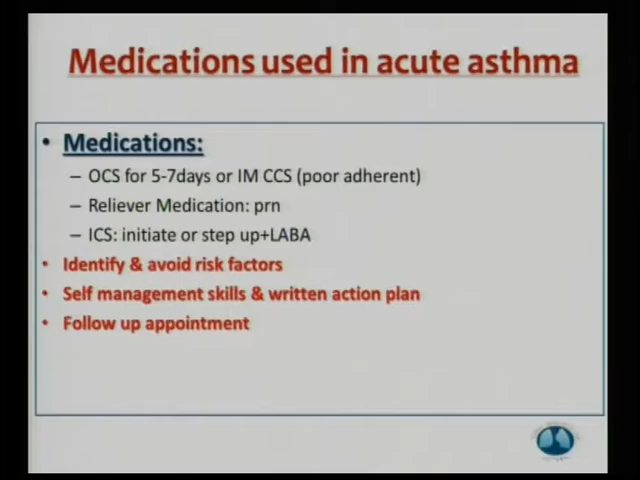 Medications used in acute asthma
• Medications:
– OCS for 5-7days or IM CCS (poor adherent)
– Reliever Medication: prn
– ICS: initiate or step up+LABA
• Identify & avoid risk factors
• Self management skills & written action plan
• Follow up appointment